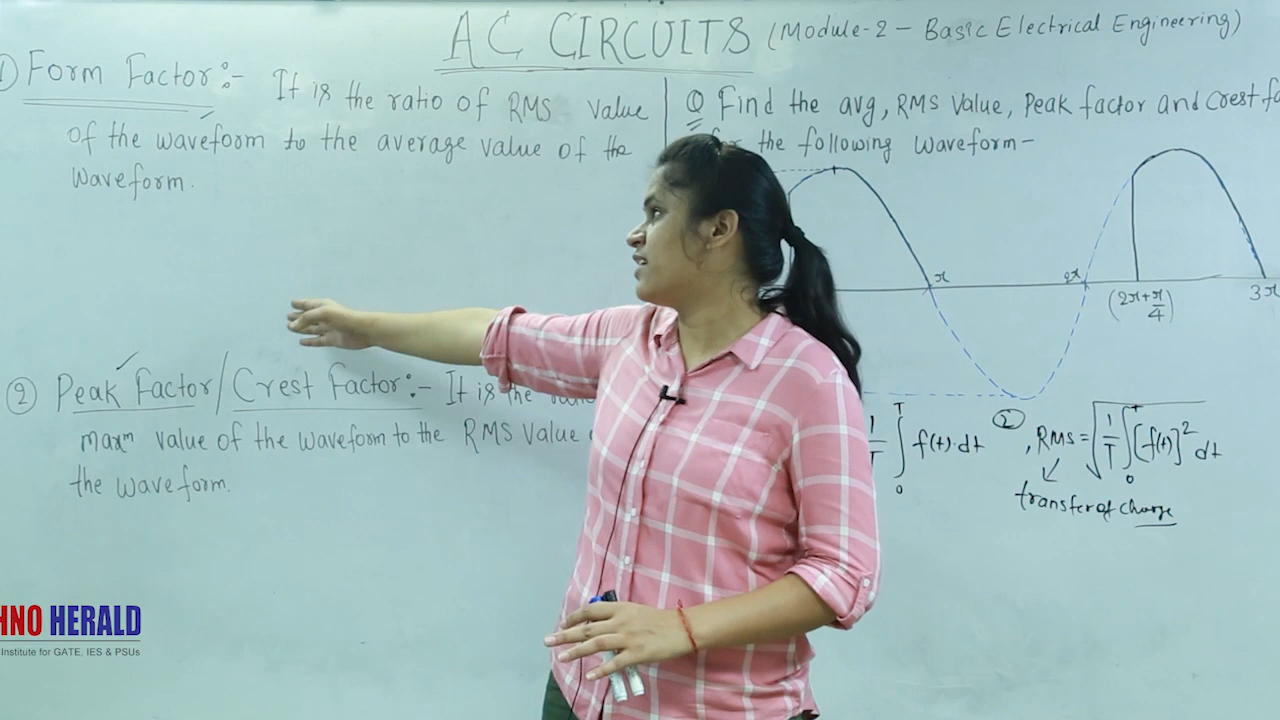 AC CIRCUITS (Module-2 - Basic Electrical Engineering)
1) Form Factor:- It is the ratio of RMS value
of the waveform to the average value of the
waveform.
② Peak Factor/Crest Factor:- It is the
maxm value of the waveform to the RMS value
the waveform.
Q Find the avg, RMS value, Peak factor and Crest
the following waveform-
π
2π
(2π+π/4)
3π
1/T ∫0T f(t).dt
② , RMS = √1/T ∫0T [f(t)]2 dt
transfer of charge
HNO HERALD
Institute for GATE, IES & PSUs